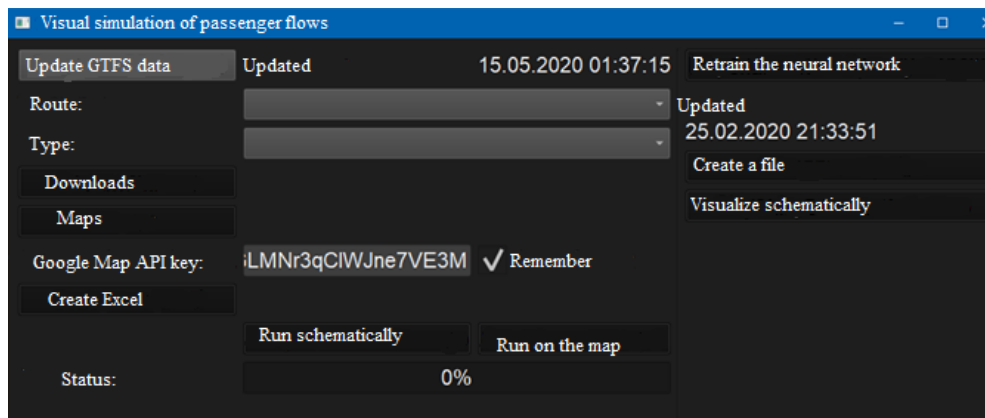 Visual simulation of passenger flows
Update GTFS data Updated 15.05.2020 01:37:15 Retrain the neural network
Route: Updated
25.02.2020 21:33:51
Type:
Create a file
Downloads
Visualize schematically
Maps
Google Map API key: LMNr3qClWJne7VE3M Remember
Create Excel
Run schematically Run on the map
Status: 0%